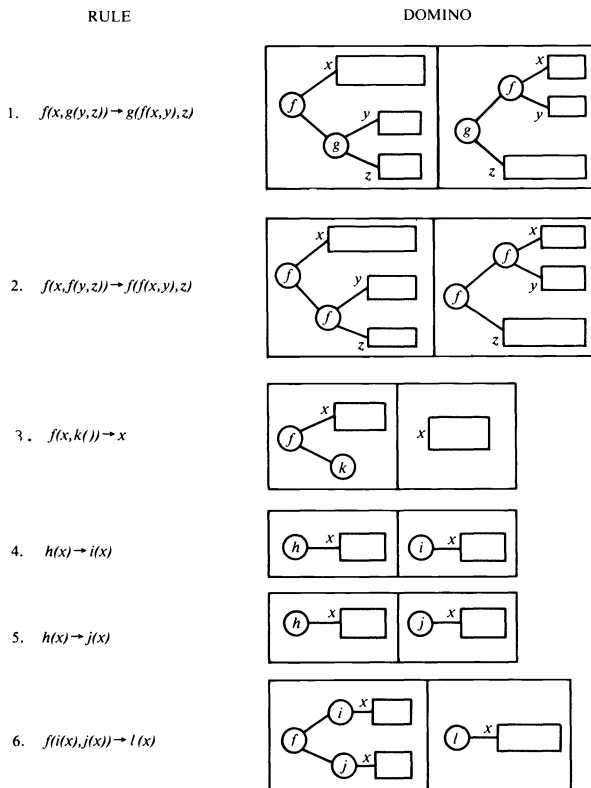 RULE DOMINO
1. f(x,g(y,z)) → g(f(x,y),z)
x
f
y
g
z
x
f
y
g
z
2. f(x,f(y,z)) → f(f(x,y),z)
x
f
y
f
z
x
f
y
f
z
3. f(x,k()) → x
x
f
k
x
4. h(x) → i(x)
h x
i x
5. h(x) → j(x)
h x
j x
6. f(i(x),j(x)) → l(x)
i x
f
j x
l x